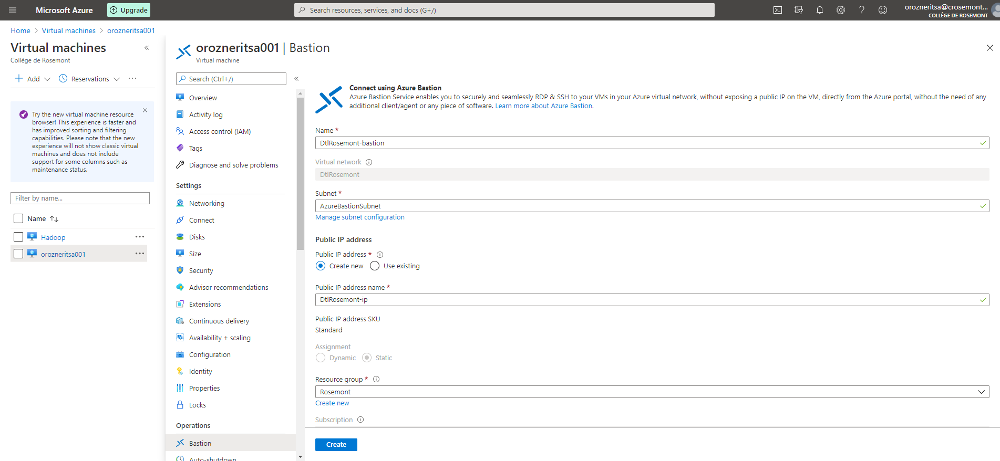 Microsoft Azure
Upgrade
Search resources, services, and docs (G+/)
orozneritsa@crosemont...
COLLÈGE DE ROSEMONT
Home > Virtual machines > orozneritsa001
Virtual machines
Collège de Rosemont
Add
Reservations
Try the new virtual machine resource
browser! This experience is faster and
has improved sorting and filtering
capabilities. Please note that the new
experience will not show classic virtual
machines and does not include
support for some columns such as
maintenance status.
Filter by name...
Name
Hadoop
orozneritsa001
orozneritsa001 | Bastion
Virtual machine
Search (Ctrl+/)
Overview
Activity log
Access control (IAM)
Tags
Diagnose and solve problems
Settings
Networking
Connect
Disks
Size
Security
Advisor recommendations
Extensions
Continuous delivery
Availability + scaling
Configuration
Identity
Properties
Locks
Operations
Bastion
Auto-shutdown
Connect using Azure Bastion
Azure Bastion Service enables you to securely and seamlessly RDP & SSH to your VMs in your Azure virtual network, without exposing a public IP on the VM, directly from the Azure portal, without the need of any
additional client/agent or any piece of software. Learn more about Azure Bastion.
Name *
DtlRosemont-bastion
Virtual network
DtlRosemont
Subnet *
AzureBastionSubnet
Manage subnet configuration
Public IP address
Public IP address *
Create new
Use existing
Public IP address name *
DtlRosemont-ip
Public IP address SKU
Standard
Assignment
Dynamic
Static
Resource group *
Rosemont
Create new
Subscription
Create